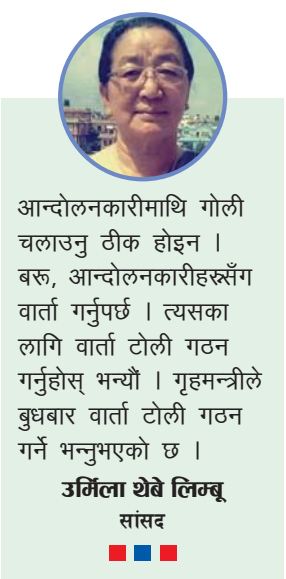 आन्दोलनकारीमाथि गोली
चलाउनु ठीक होइन ।
बरू, आन्दोलनकारीहरूसँग
वार्ता गर्नुपर्छ । त्यसका
लागि वार्ता टोली गठन
गर्नुहोस् भन्यौं । गृहमन्त्रीले
बुधबार वार्ता टोली गठन
गर्ने भन्नुभएको छ ।
उर्मिला थेबे लिम्बू
सांसद